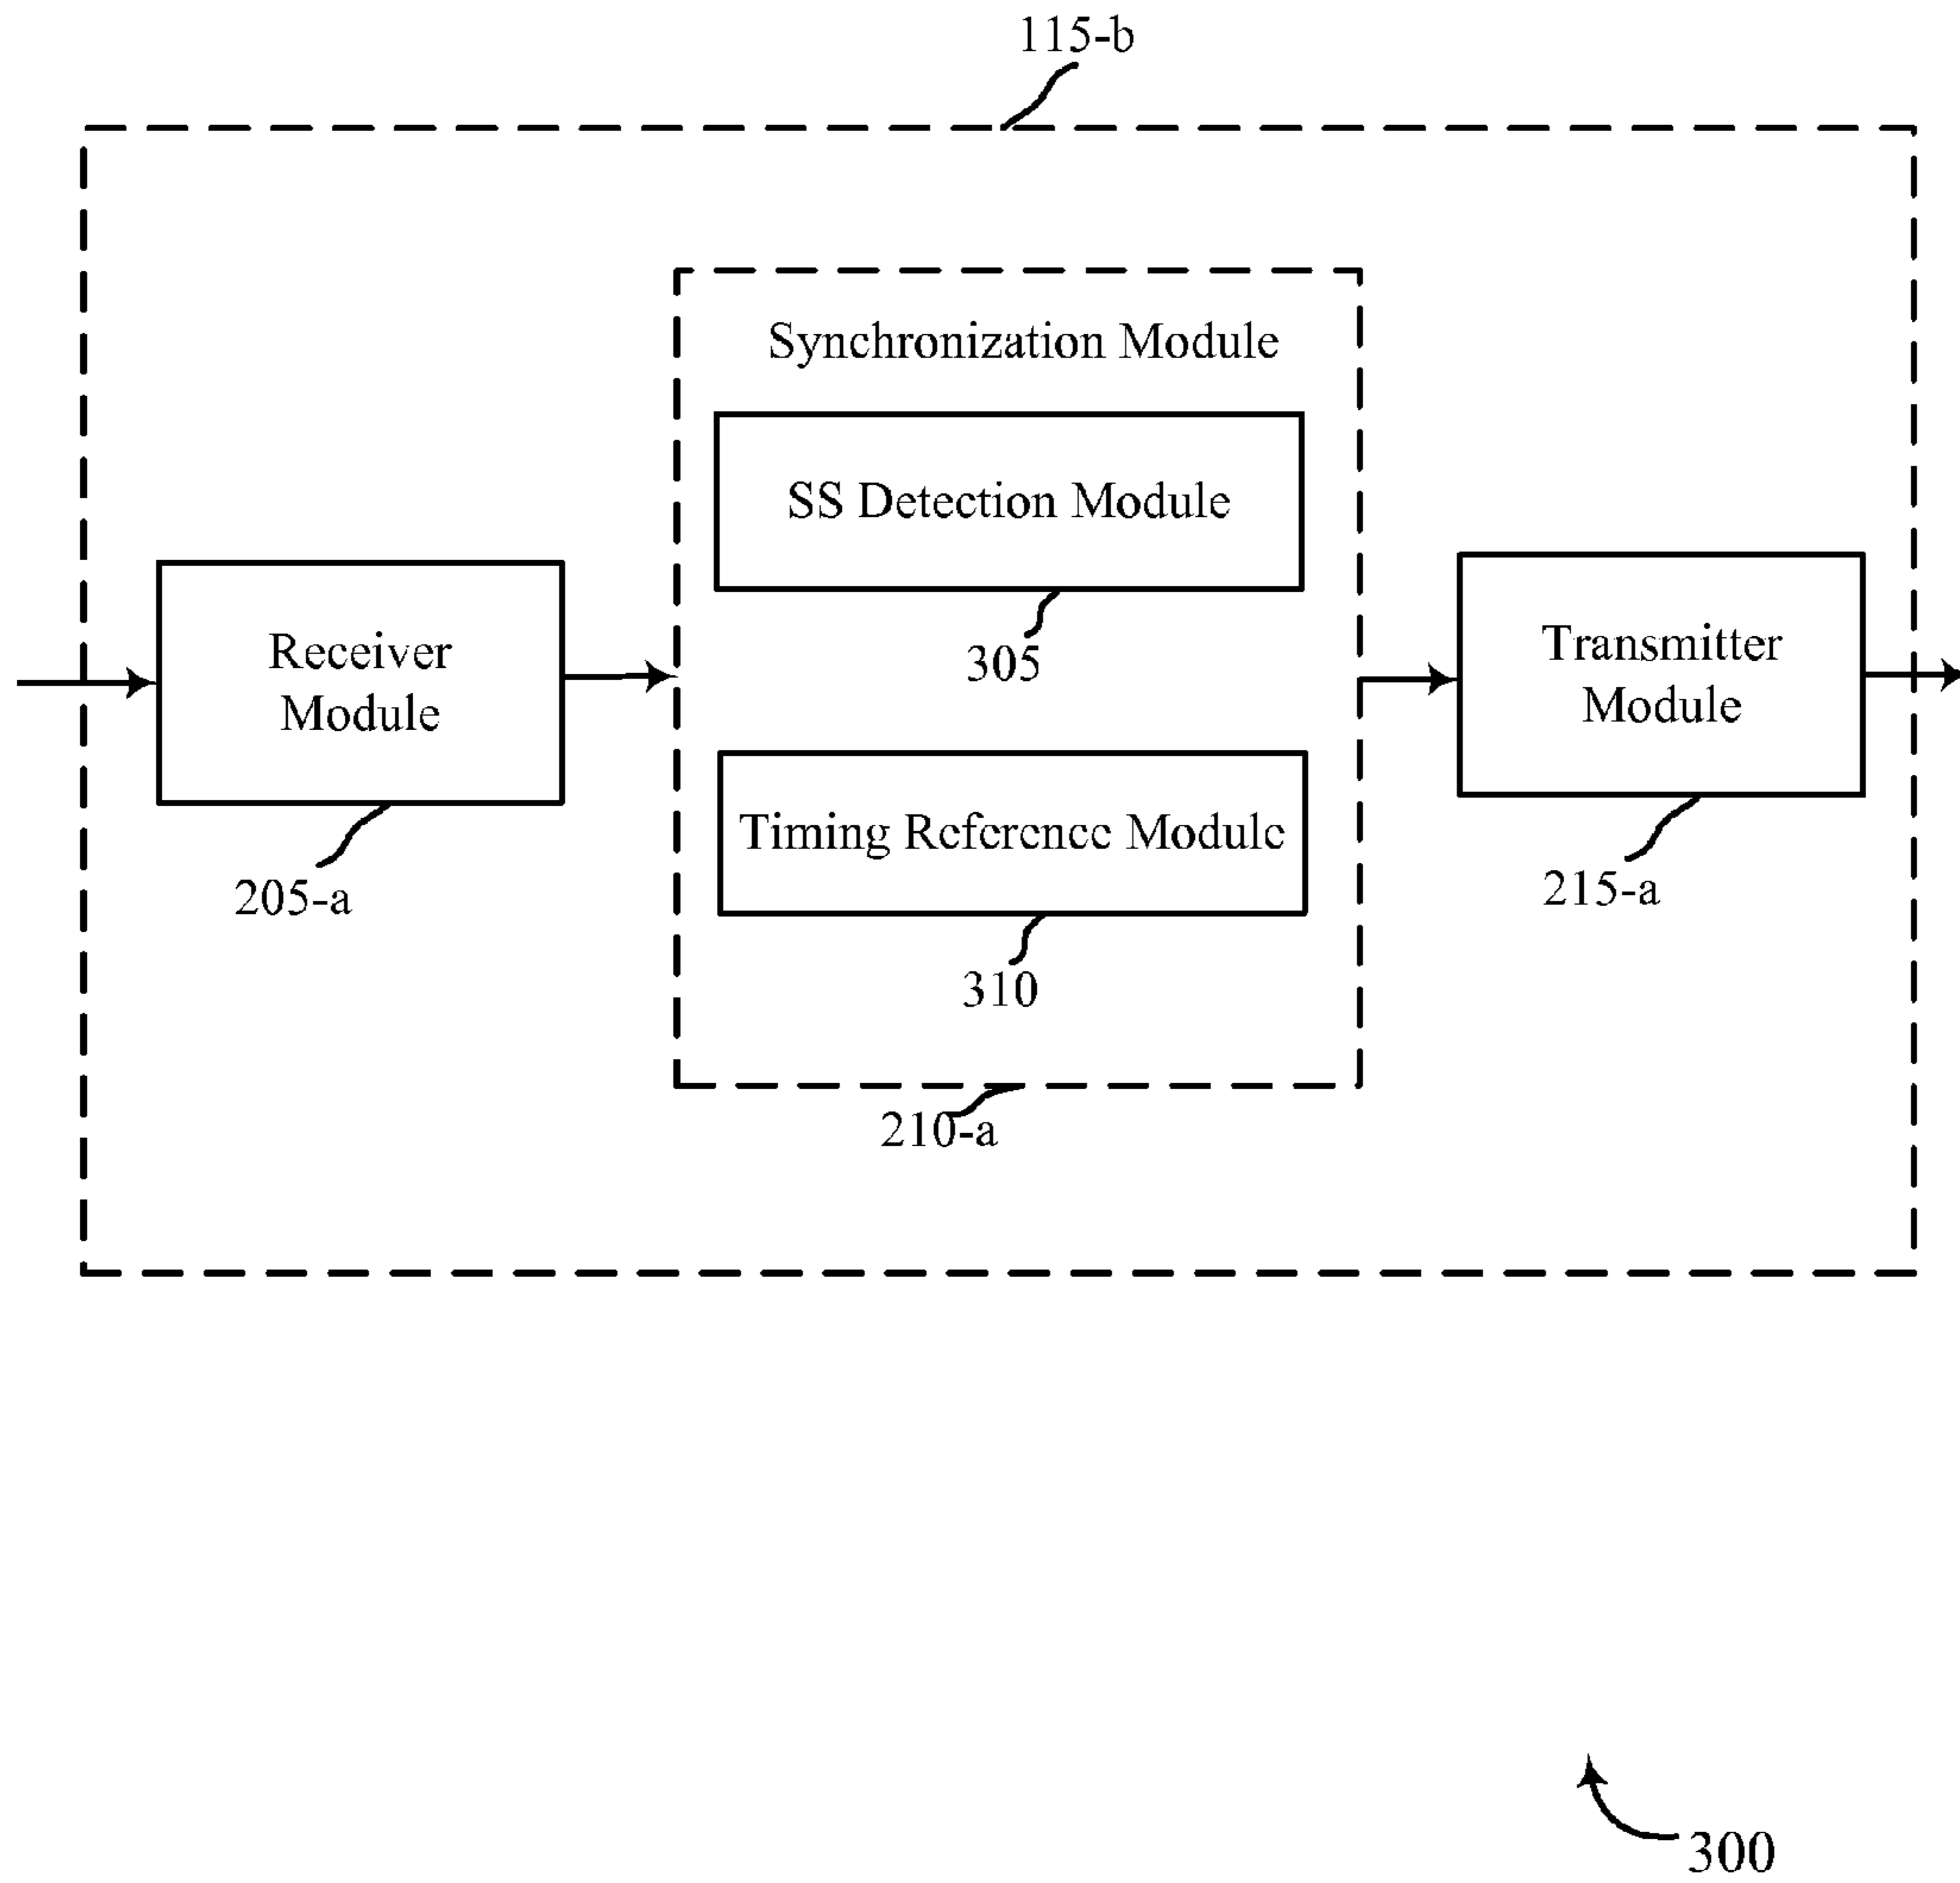 115-b
Synchronization Module
SS Detection Module
305
Receiver
Module
205-a
Timing Reference Module
310
210-a
Transmitter
Module
215-a
300